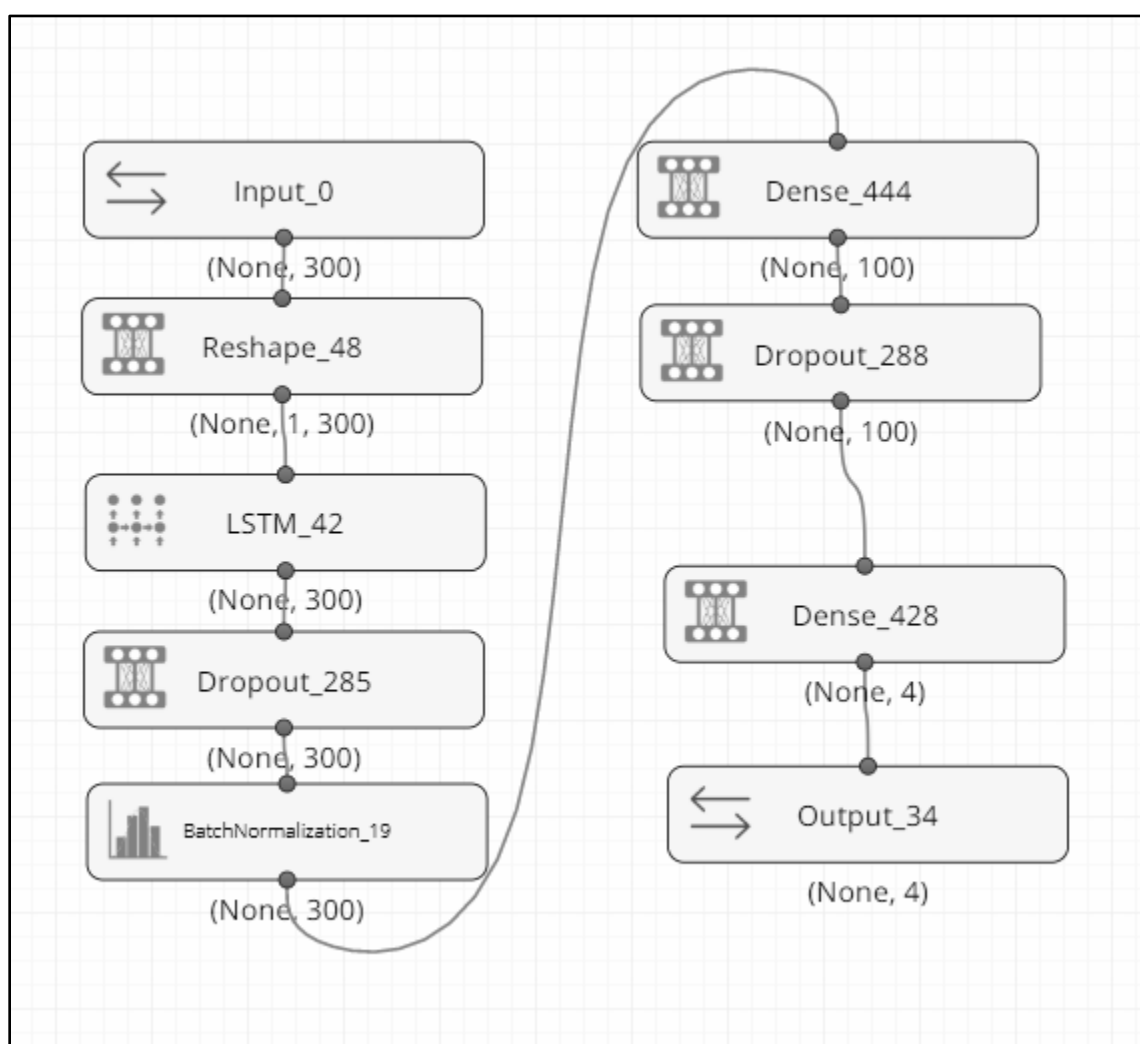 Input_0
(None, 300)
Reshape_48
(None, 1, 300)
LSTM_42
(None, 300)
Dropout_285
(None, 300)
BatchNormalization_19
(None, 300)
Dense_444
(None, 100)
Dropout_288
(None, 100)
Dense_428
(None, 4)
Output_34
(None, 4)